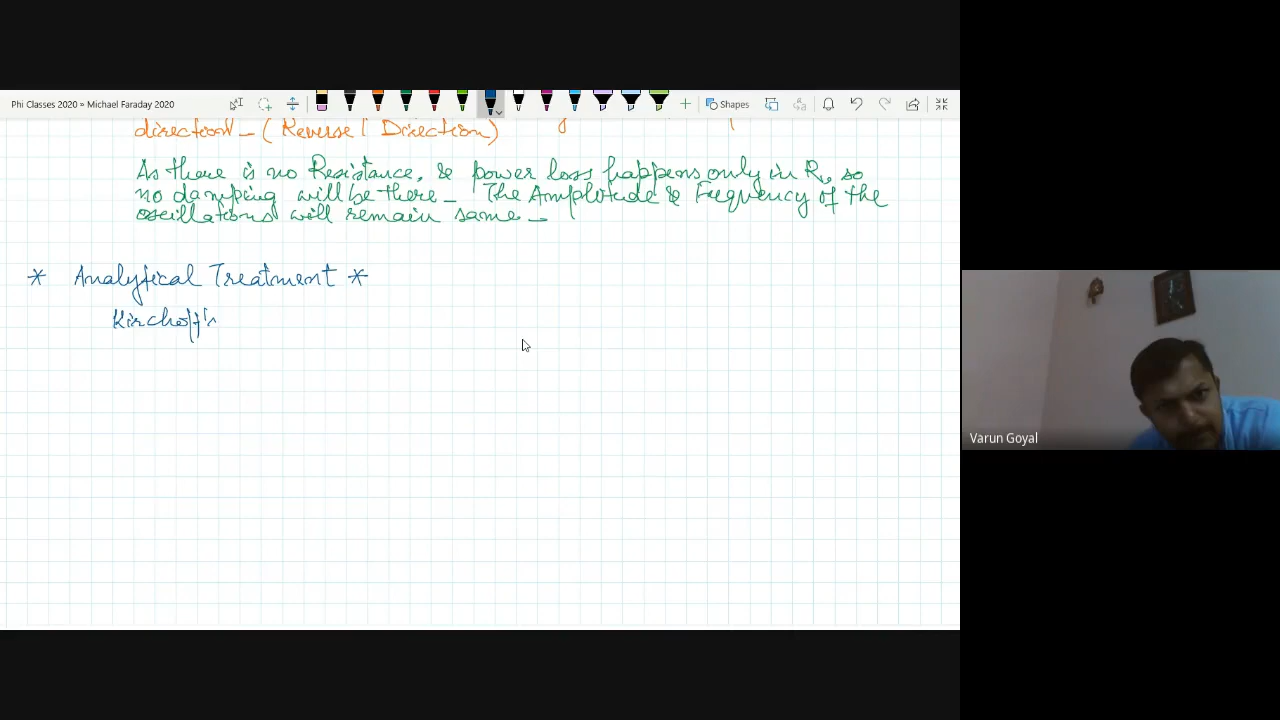 Phi Classes 2020 » Michael Faraday 2020
Shapes
direction - (Reverse Direction)
As there is no Resistance, & power loss happens only in R, so
no damping will be there - The Amplotude & Frequency of the
oscillations will remain same -
* Analytical Treatment *
Kirchoff's
Varun Goyal